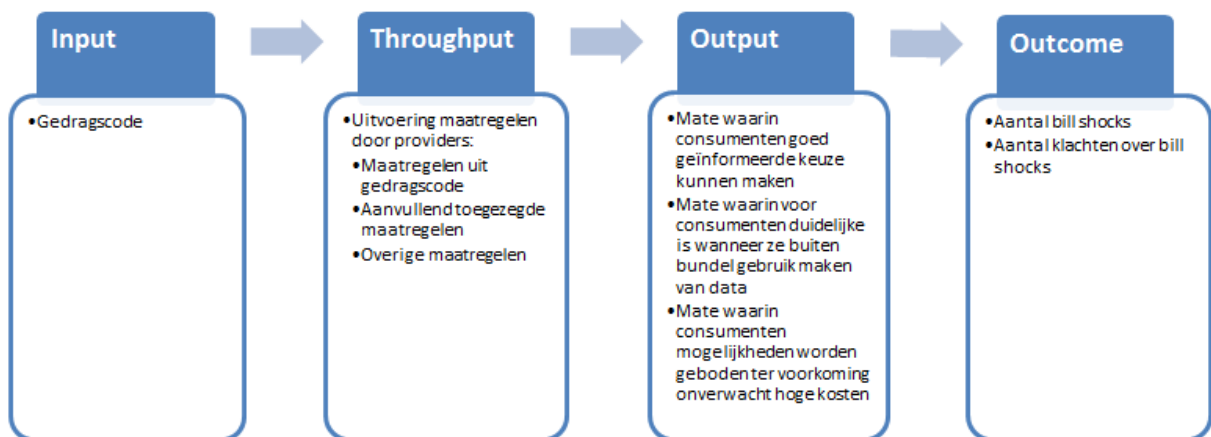 Input
•Gedragscode
Throughput
•Uitvoering maatregelen
door providers:
•Maatregelen uit
gedragscode
•Aanvullend toegezegde
maatregelen
•Overige maatregelen
Output
•Mate waarin
consumenten goed
geïnformeerde keuze
kunnen maken
•Mate waarin voor
consumenten duidelijke
is wanneer ze buiten
bundel gebruik maken
van data
•Mate waarin
consumenten
mogelijkheden worden
geboden ter voorkoming
onverwacht hoge kosten
Outcome
•Aantal bill shocks
•Aantal klachten over bill
shocks